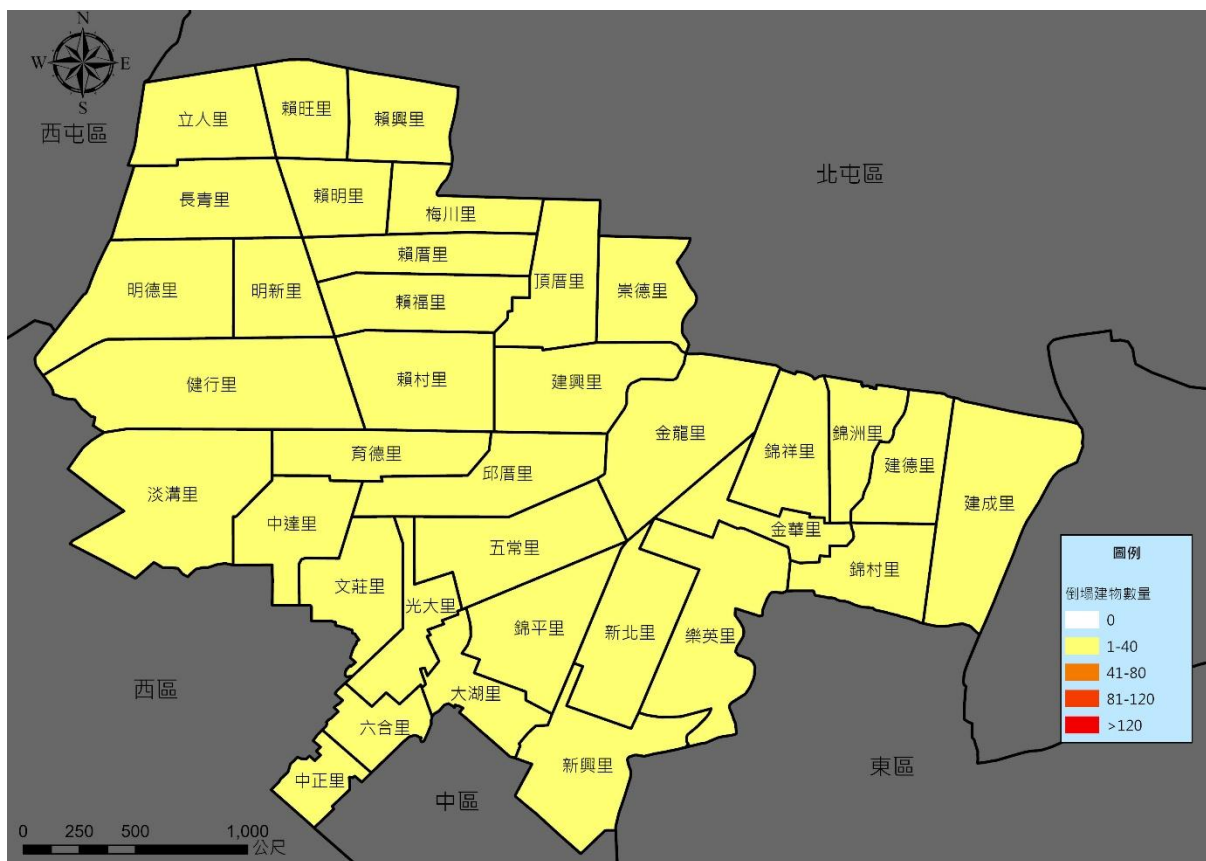 N
W
E
S
西屯區
北屯區
立人里
賴旺里
賴興里
長青里
賴明里
梅川里
賴厝里
頂厝里
崇德里
明德里
明新里
賴福里
健行里
賴村里
建興里
金龍里
錦祥里
錦洲里
建德里
建成里
育德里
邱厝里
淡溝里
中達里
五常里
金華里
錦村里
文莊里
光大里
錦平里
新北里
樂英里
西區
大湖里
六合里
新興里
中正里
中區
東區
圖例
倒塌建物數量
0
1-40
41-80
81-120
>120
0 250 500 1,000
公尺